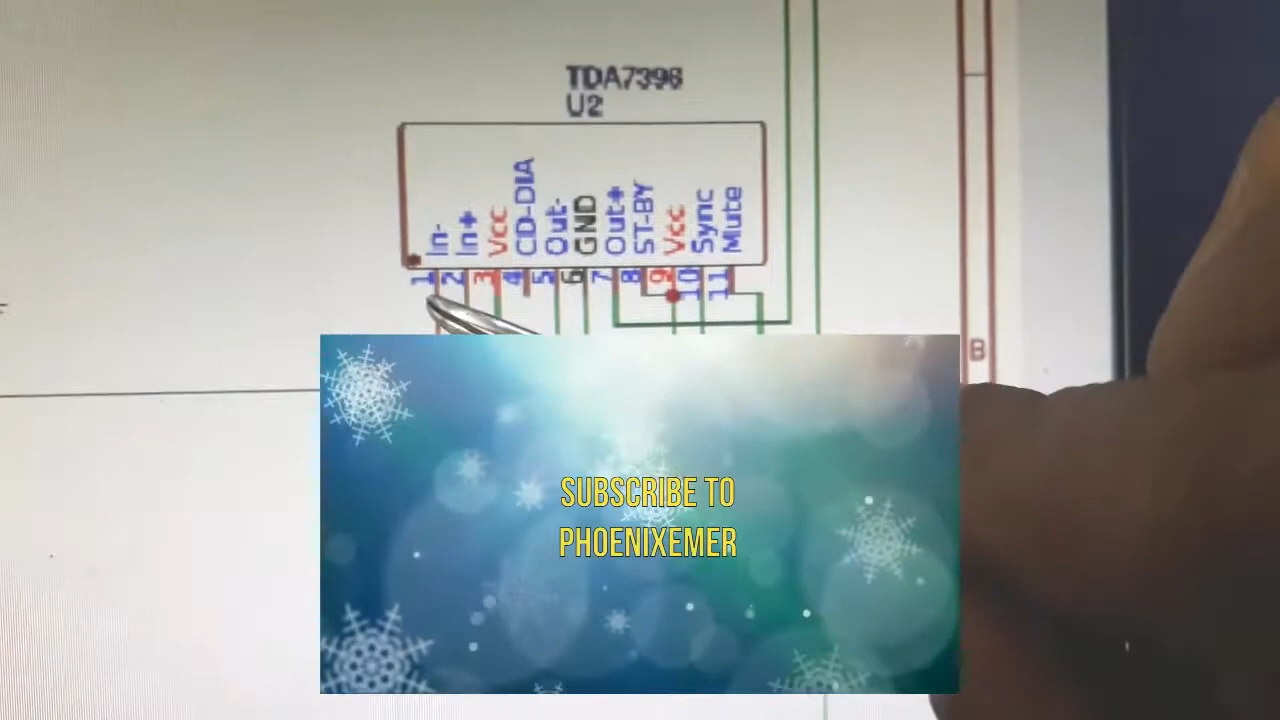 TDA7396
U2
In-
In+
Vcc
CD-DIA
Out-
GND
Out+
ST-BY
Vcc
Sync
Mute
1
2
3
4
5
6
7
8
9
10
11
B
SUBSCRIBE TO
PHOENIXEMER